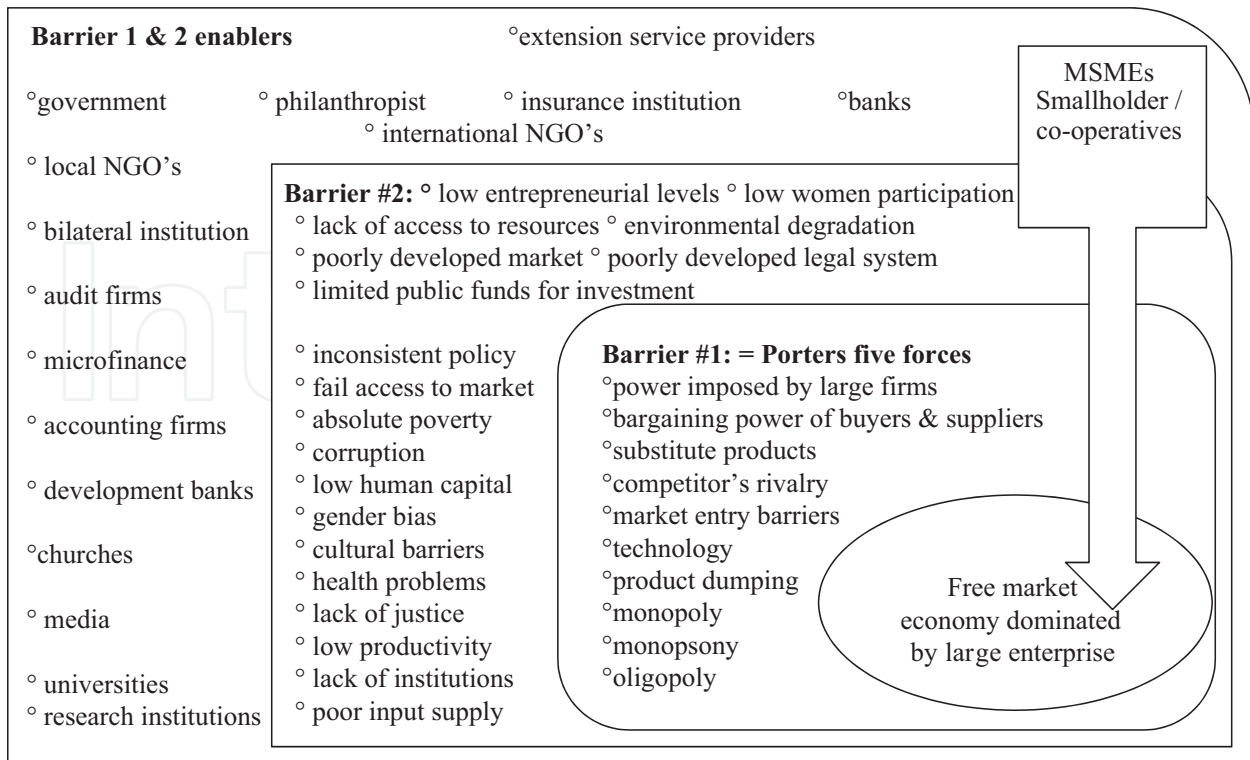 Barrier 1 & 2 enablers
°extension service providers
°government ° philanthropist ° insurance institution °banks
° international NGO's
° local NGO's
° bilateral institution
° audit firms
° microfinance
° accounting firms
° development banks
°churches
° media
° universities
° research institutions
Barrier #2: ° low entrepreneurial levels ° low women participation
° lack of access to resources ° environmental degradation
° poorly developed market ° poorly developed legal system
° limited public funds for investment
° inconsistent policy
° fail access to market
° absolute poverty
° corruption
° low human capital
° gender bias
° cultural barriers
° health problems
° lack of justice
° low productivity
° lack of institutions
° poor input supply
Barrier #1: = Porters five forces
°power imposed by large firms
°bargaining power of buyers & suppliers
°substitute products
°competitor's rivalry
°market entry barriers
°technology
°product dumping
°monopoly
°monopsony
°oligopoly
MSMEs
Smallholder /
co-operatives
Free market
economy dominated
by large enterprise